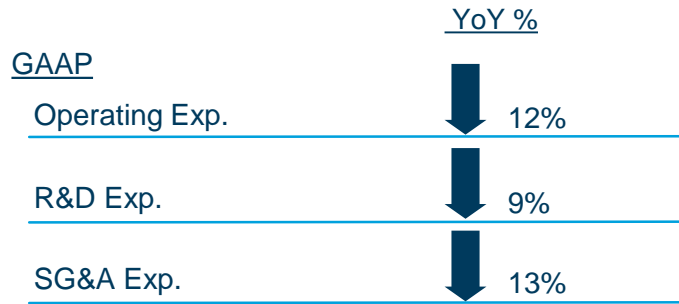 YoY %
GAAP
Operating Exp. 12%
R&D Exp. 9%
SG&A Exp. 13%